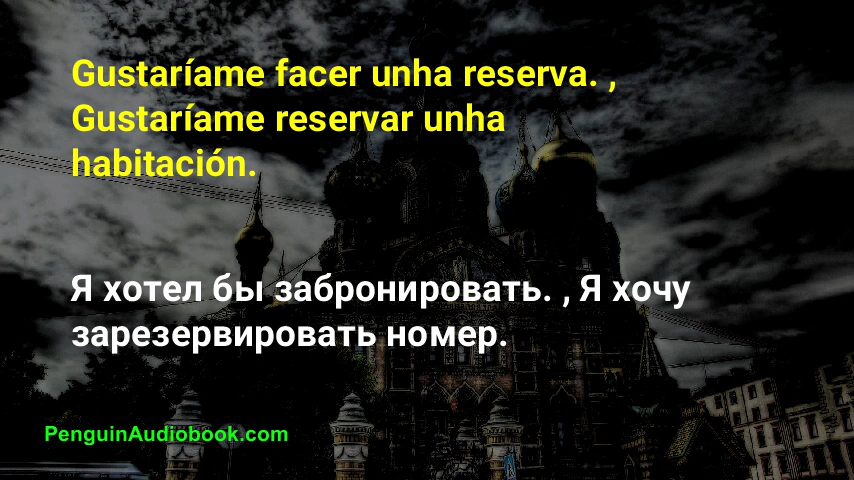 Gustaríame facer unha reserva. ,
Gustaríame reservar unha
habitación.
Я хотел бы забронировать. , Я хочу
зарезервировать номер.
PenguinAudiobook.com